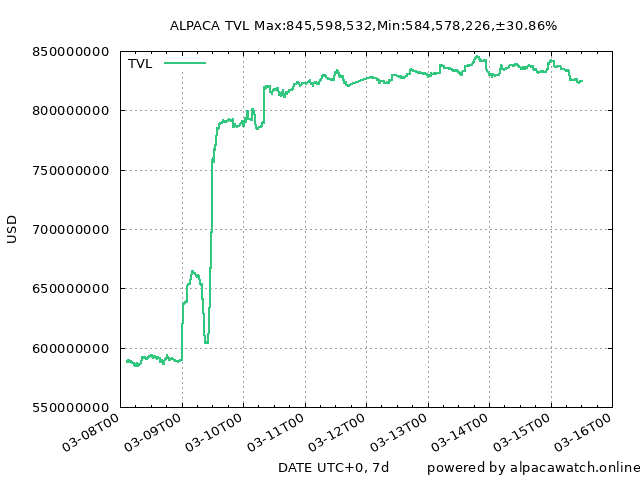 ALPACA TVL Max:845,598,532,Min:584,578,226,±30.86%
TVL
850000000
800000000
750000000
700000000
650000000
600000000
550000000
USD
03-08T00
03-09T00
03-10T00
03-11T00
03-12T00
03-13T00
03-14T00
03-15T00
03-16T00
DATE UTC+0, 7d
powered by alpacawatch.online